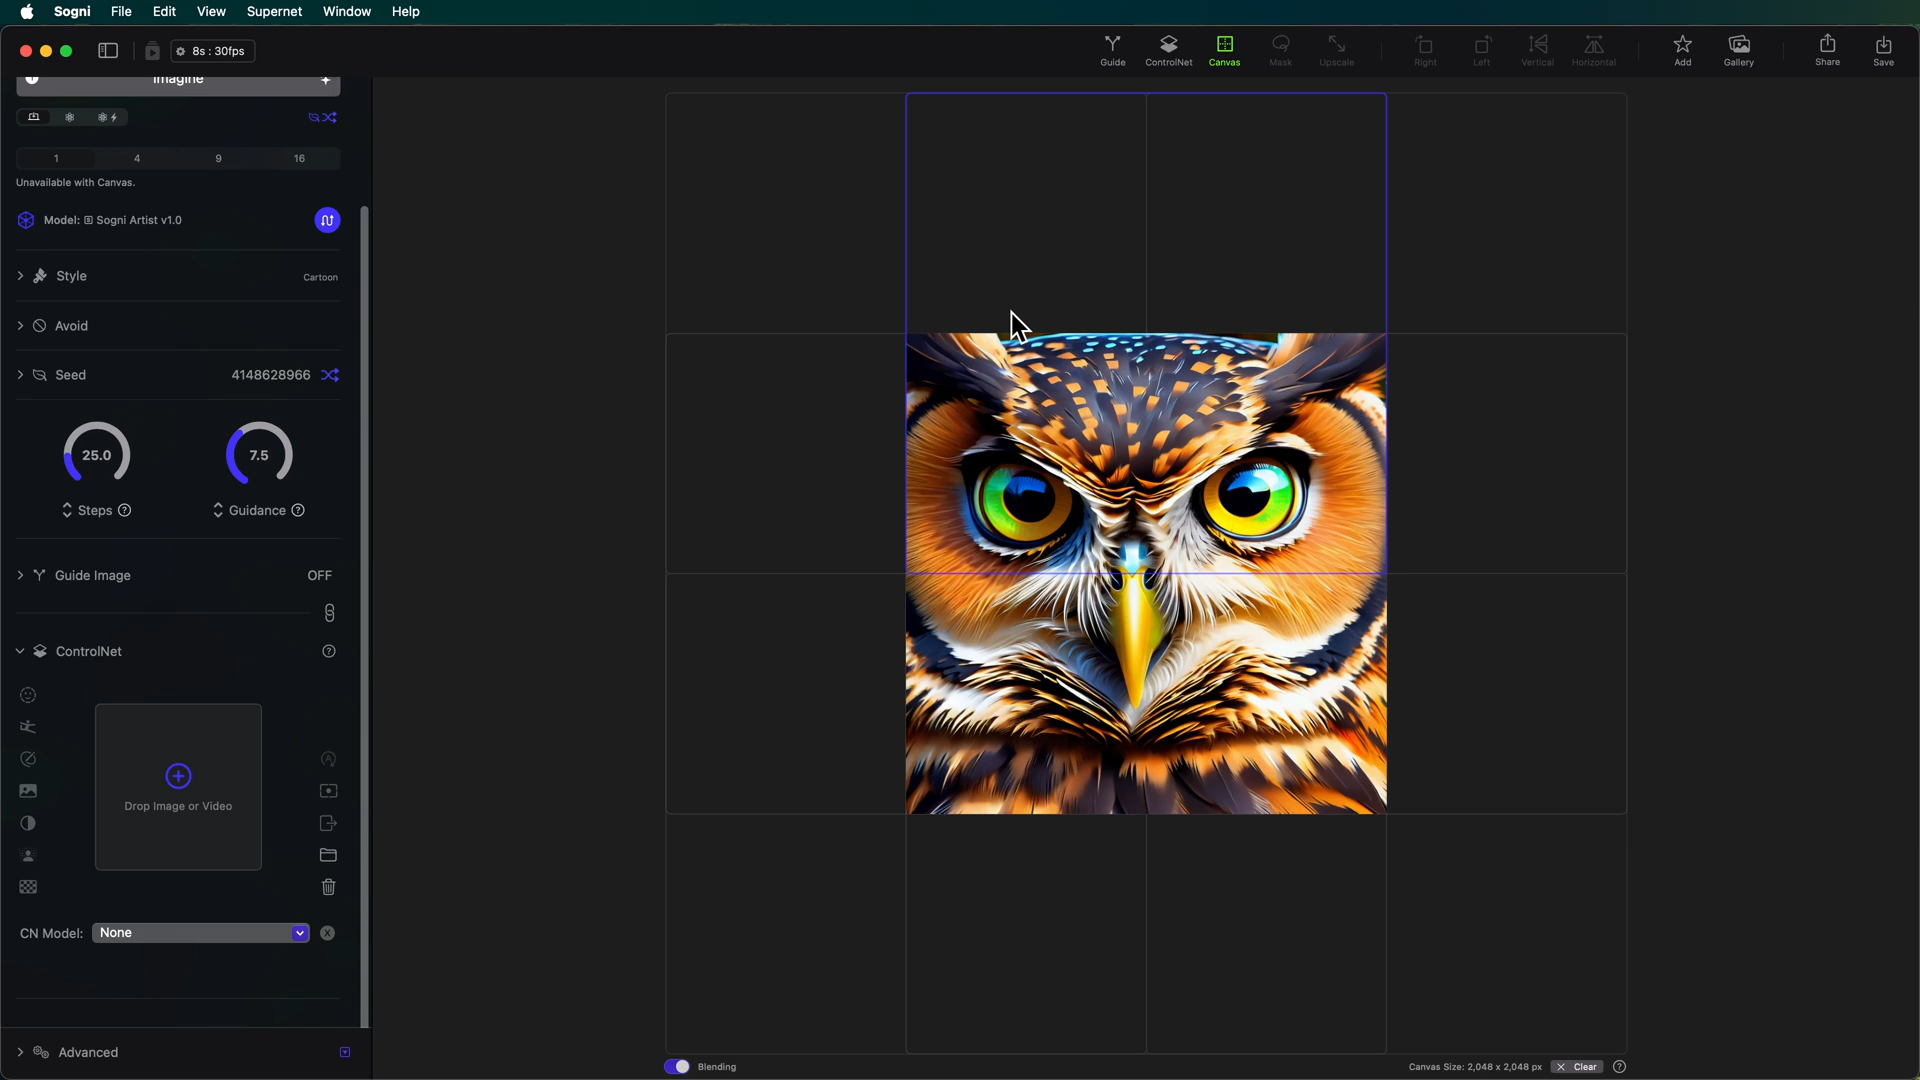 Sogni File Edit View Supernet Window Help
8s : 30fps
Guide ControlNet Canvas Mask Upscale Right Left Vertical Horizontal Add Gallery Share Save
Imagine
1 4 9 16
Unavailable with Canvas.
Model: Sogni Artist v1.0
Style Cartoon
Avoid
Seed 4148628966
25.0 7.5
Steps Guidance
Guide Image OFF
ControlNet
Drop Image or Video
CN Model: None
Advanced
Blending
Canvas Size: 2,048 x 2,048 px Clear